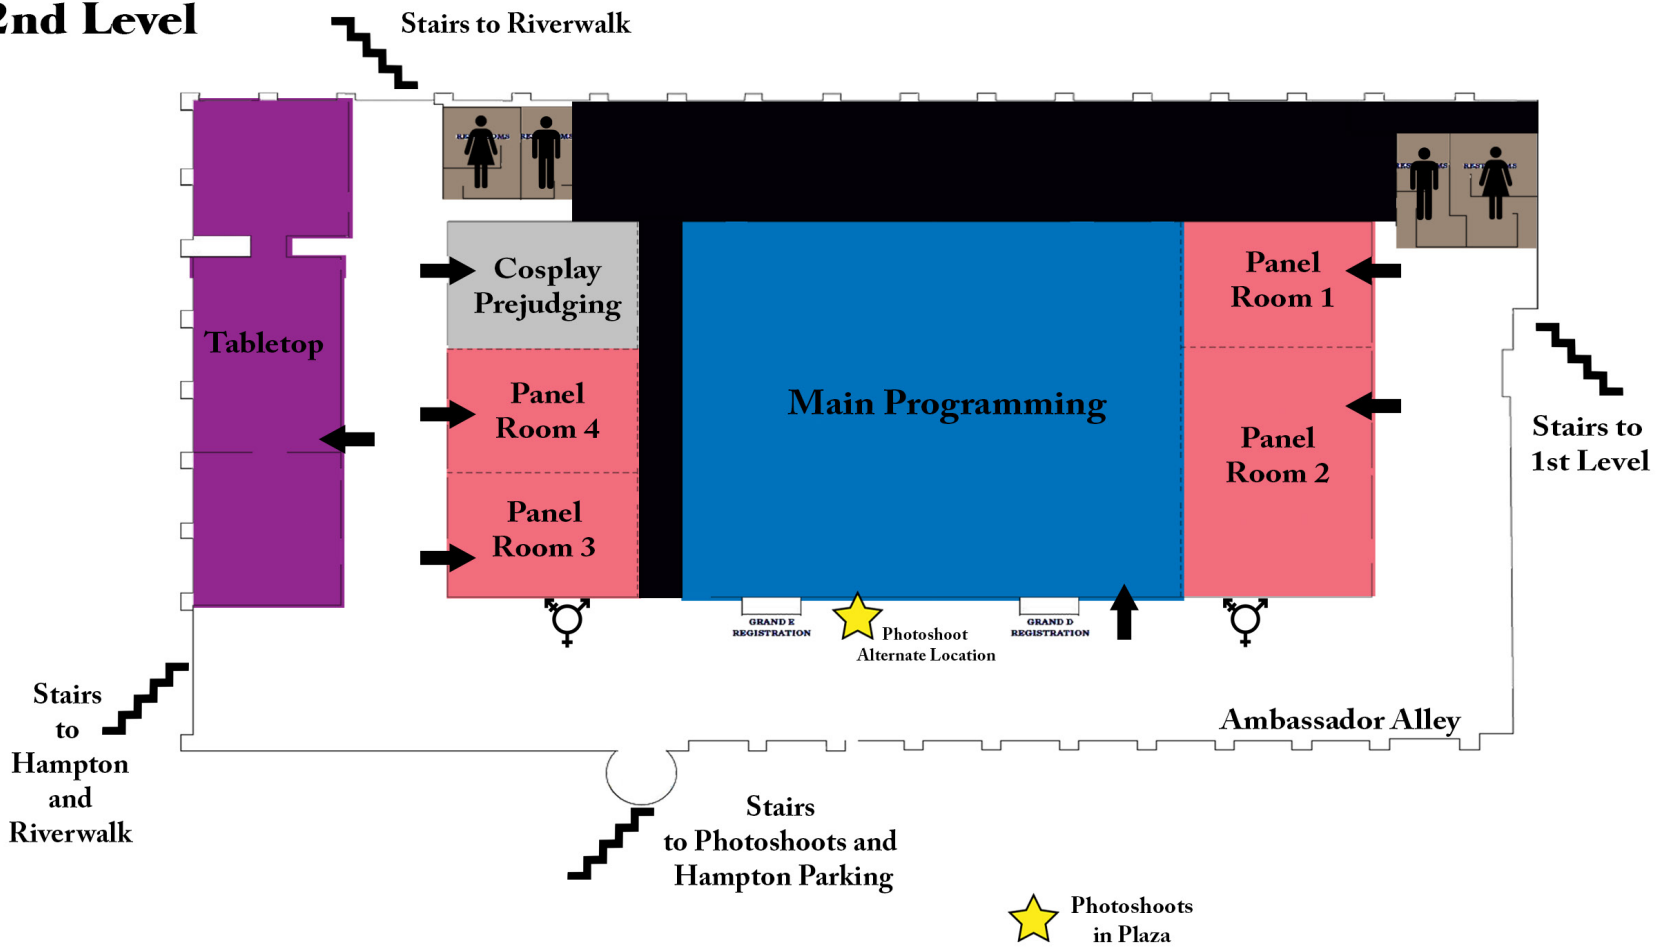 2nd Level
Stairs to Riverwalk
RESTROOMS
Cosplay
Prejudging
Panel
Room 1
Tabletop
Panel
Room 4
Main Programming
Panel
Room 2
Stairs to
1st Level
Panel
Room 3
GRAND E
REGISTRATION
Photoshoot
Alternate Location
GRAND D
REGISTRATION
Stairs
to
Hampton
and
Riverwalk
Ambassador Alley
Stairs
to Photoshoots and
Hampton Parking
Photoshoots
in Plaza